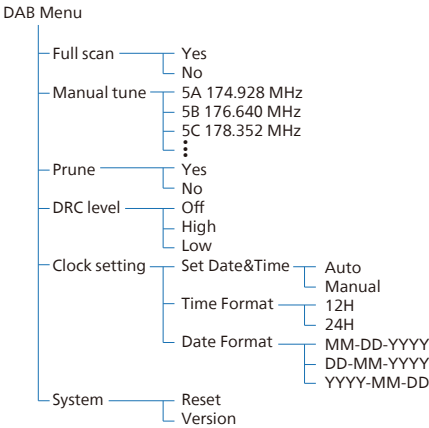 DAB Menu
Full scan Yes
No
Manual tune 5A 174.928 MHz
5B 176.640 MHz
5C 178.352 MHz
⋮
Prune Yes
No
DRC level Off
High
Low
Clock setting Set Date&Time Auto
Manual
Time Format 12H
24H
Date Format MM-DD-YYYY
DD-MM-YYYY
YYYY-MM-DD
System Reset
Version